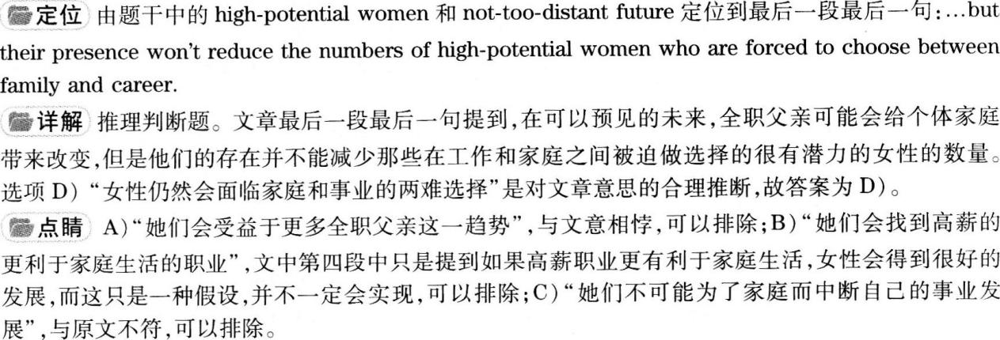 定位 由题干中的 high-potential women 和 not-too-distant future 定位到最后一段最后一句:…but
their presence won't reduce the numbers of high-potential women who are forced to choose between
family and career.
详解 推理判断题。文章最后一段最后一句提到,在可以预见的未来,全职父亲可能会给个体家庭
带来改变,但是他们的存在并不能减少那些在工作和家庭之间被迫做选择的很有潜力的女性的数量。
选项 D)“女性仍然会面临家庭和事业的两难选择”是对文章意思的合理推断,故答案为 D)。
点睛 A)“她们会受益于更多全职父亲这一趋势”,与文意相悖,可以排除;B)“她们会找到高薪的
更利于家庭生活的职业”,文中第四段中只是提到如果高薪职业更有利于家庭生活,女性会得到很好的
发展,而这只是一种假设,并不一定会实现,可以排除;C)“她们不可能为了家庭而中断自己的事业发
展”,与原文不符,可以排除。